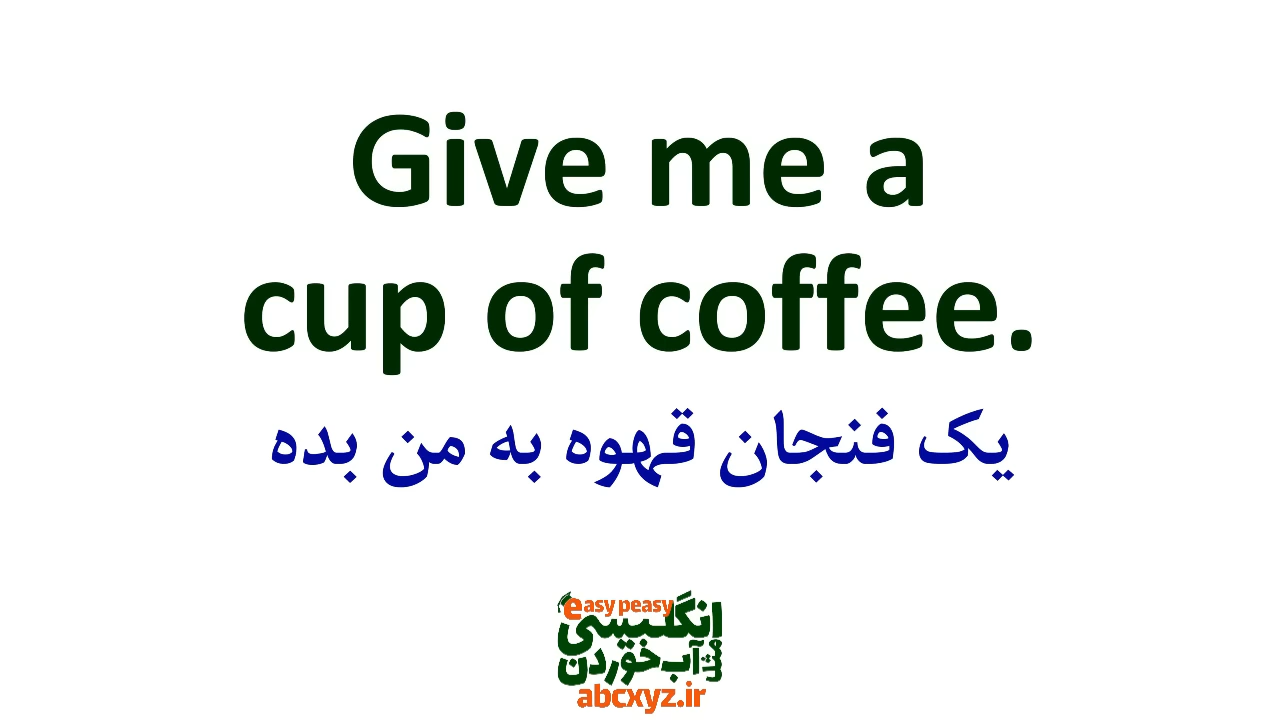 Give me a
cup of coffee.
یک فنجان قهوه به من بده
easy peasy
انگلیسی
مثل
آب خوردن
abcxyz.ir